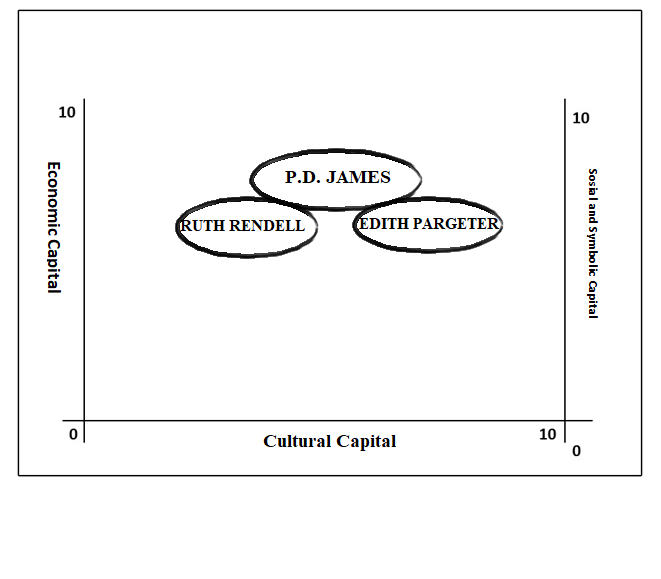 10
10
P.D. JAMES
Economic Capital
Sosial and Symbolic Capital
RUTH RENDELL
EDITH PARGETER
0
Cultural Capital
10
0